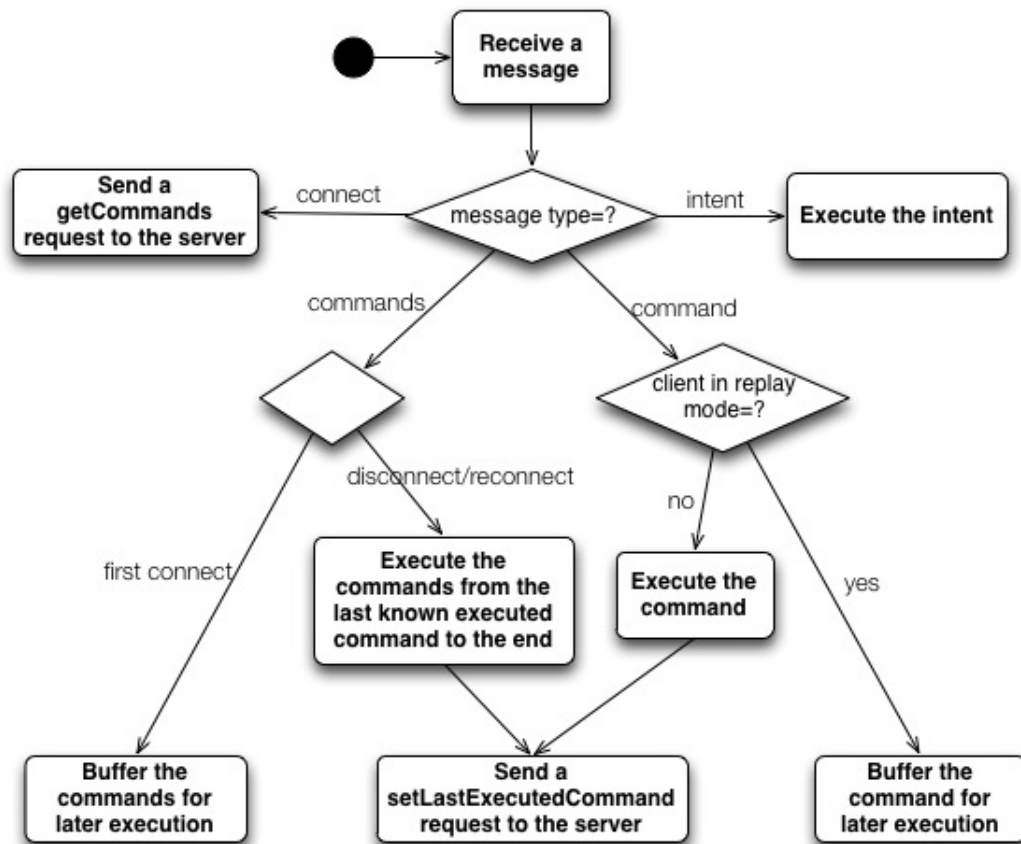 Receive a
message
Send a
getCommands
request to the server
connect
message type=?
intent
Execute the intent
commands
command
client in replay
mode=?
disconnect/reconnect
no
first connect
Execute the
commands from the
last known executed
command to the end
Execute the
command
yes
Buffer the
commands for
later execution
Send a
setLastExecutedCommand
request to the server
Buffer the
command for
later execution